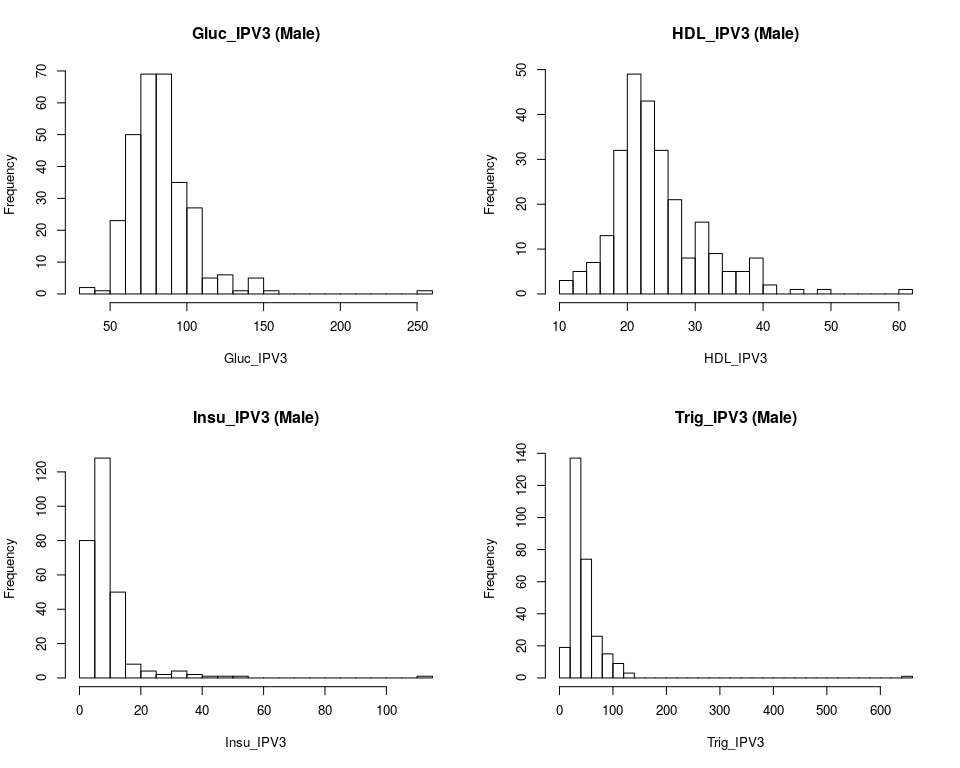 Gluc_IPV3 (Male)
Frequency
0 10 20 30 40 50 60 70
50 100 150 200 250
Gluc_IPV3
HDL_IPV3 (Male)
Frequency
0 10 20 30 40 50
10 20 30 40 50 60
HDL_IPV3
Insu_IPV3 (Male)
Frequency
0 20 40 60 80 100 120
0 20 40 60 80 100
Insu_IPV3
Trig_IPV3 (Male)
Frequency
0 20 40 60 80 100 120 140
0 100 200 300 400 500 600
Trig_IPV3